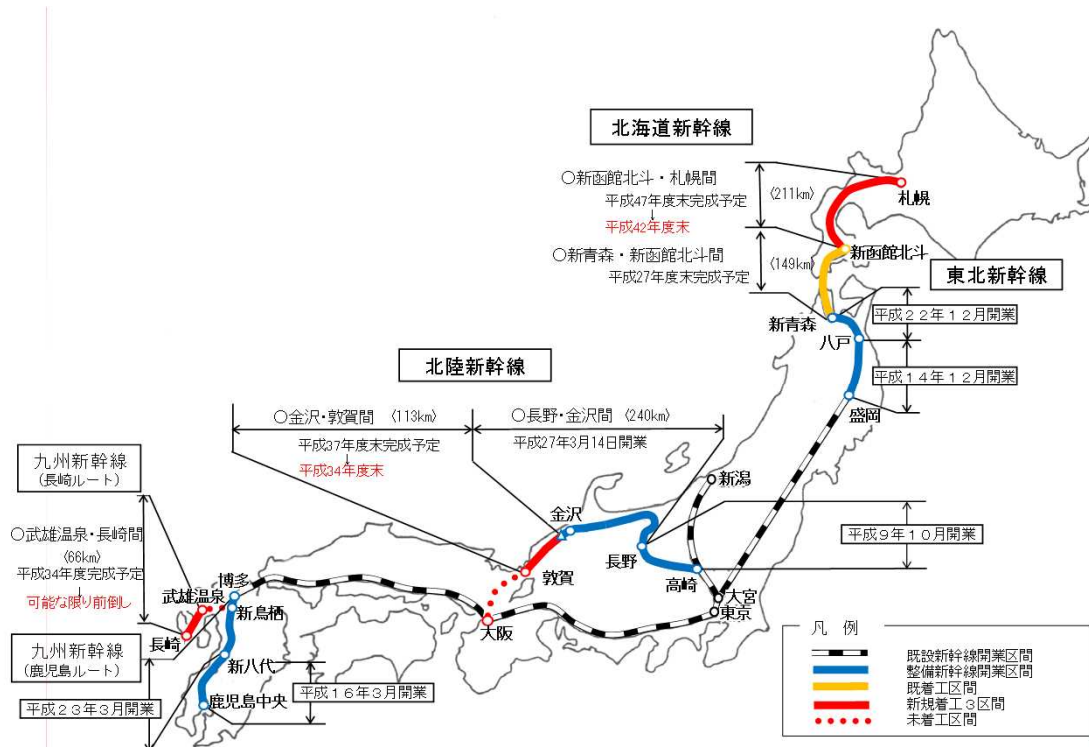 北海道新幹線
○新函館北斗・札幌間
平成47年度末完成予定
平成42年度末
〈211km〉
札幌
○新青森・新函館北斗間
平成27年度末完成予定
〈149km〉
新函館北斗
東北新幹線
新青森
平成22年12月開業
八戸
平成14年12月開業
盛岡
北陸新幹線
○金沢・敦賀間 〈113km〉
平成37年度末完成予定
平成34年度末
○長野・金沢間 〈240km〉
平成27年3月14日開業
新潟
金沢
長野
高崎
平成9年10月開業
敦賀
大宮
東京
大阪
九州新幹線
(長崎ルート)
○武雄温泉・長崎間
〈66km〉
平成34年度完成予定
可能な限り前倒し
博多
武雄温泉
新鳥栖
長崎
九州新幹線
(鹿児島ルート)
新八代
平成23年3月開業
鹿児島中央
平成16年3月開業
凡 例
既設新幹線開業区間
整備新幹線開業区間
既着工区間
新規着工3区間
未着工区間